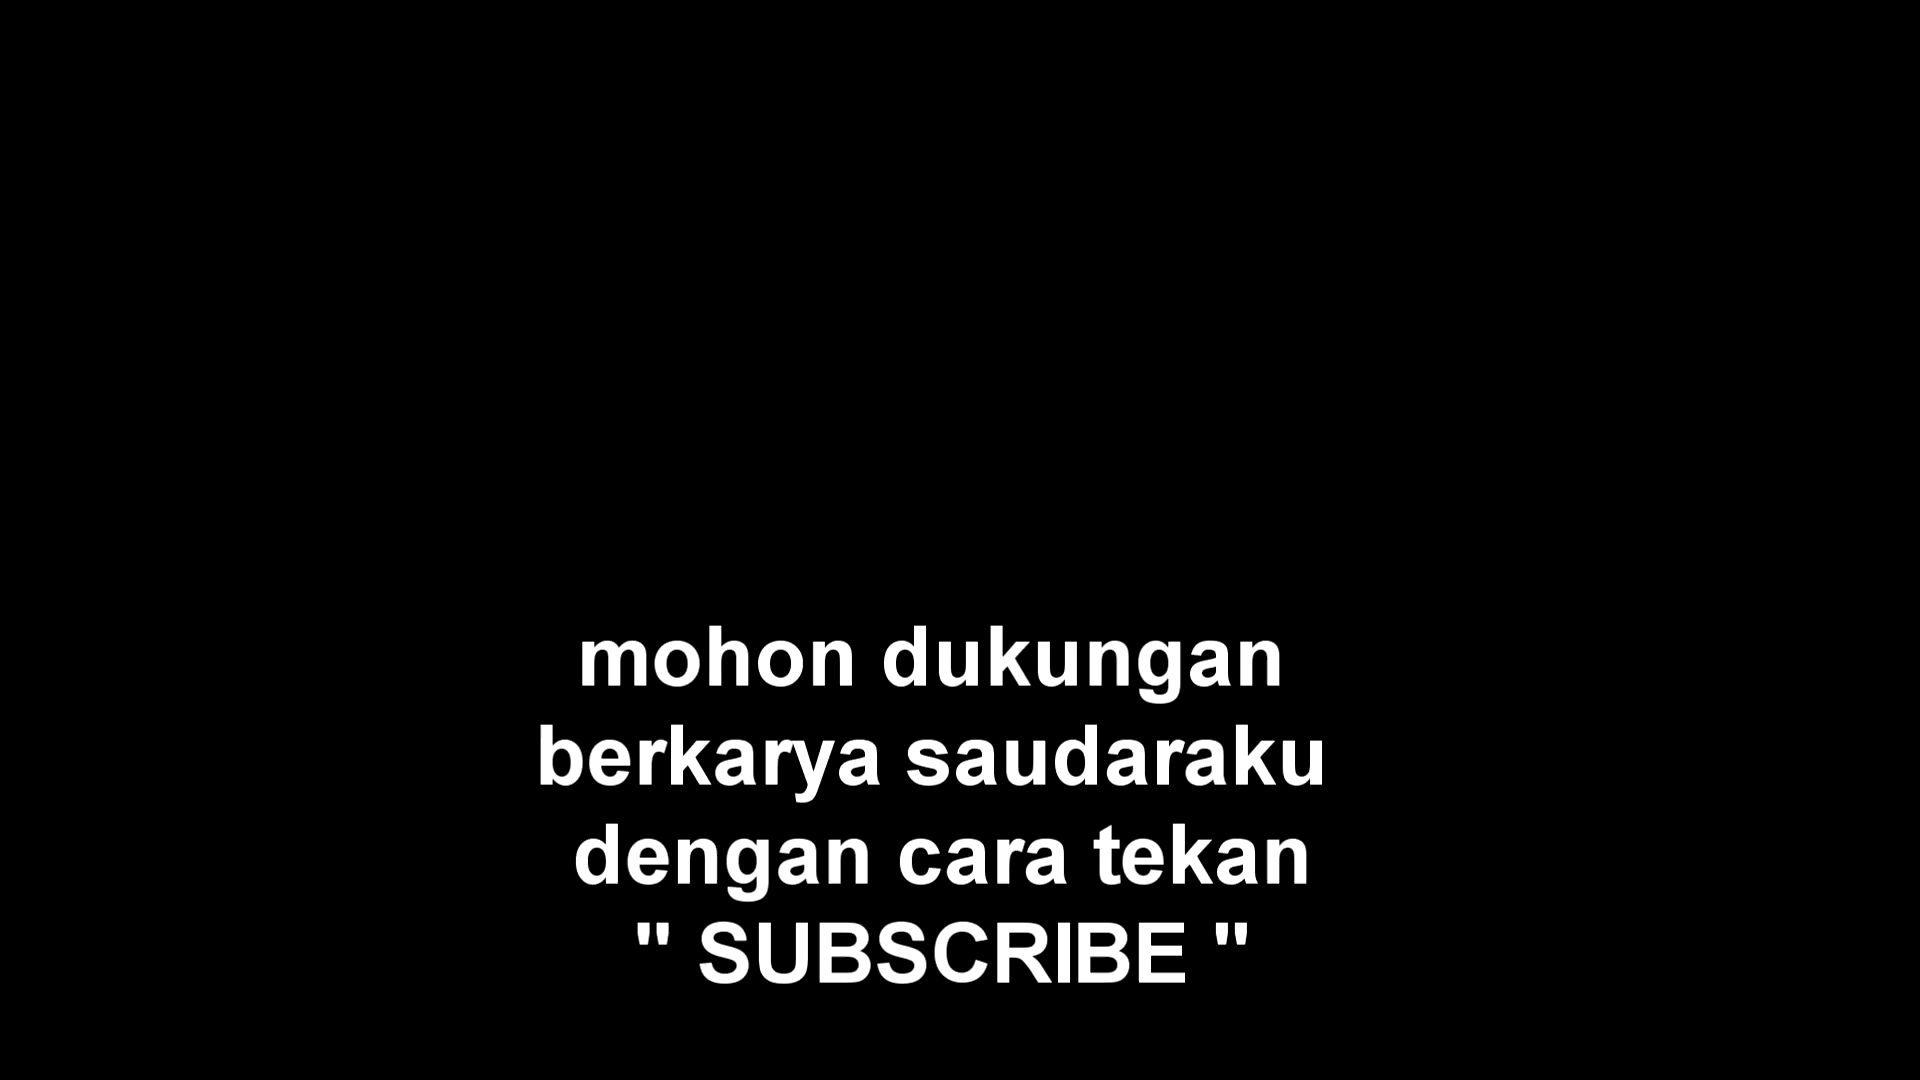 mohon dukungan
berkarya saudaraku
dengan cara tekan
" SUBSCRIBE "